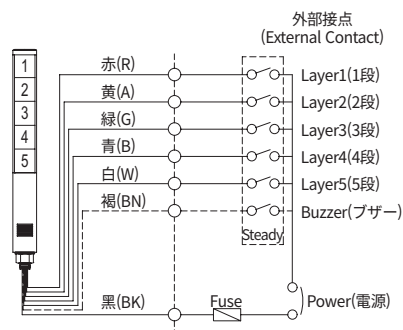 外部接点
(External Contact)
1
2
3
4
5
赤(R)
Layer1(1段)
黄(A)
Layer2(2段)
緑(G)
Layer3(3段)
青(B)
Layer4(4段)
白(W)
Layer5(5段)
褐(BN)
Buzzer(ブザー)
Steady
黑(BK)
Fuse
Power(電源)